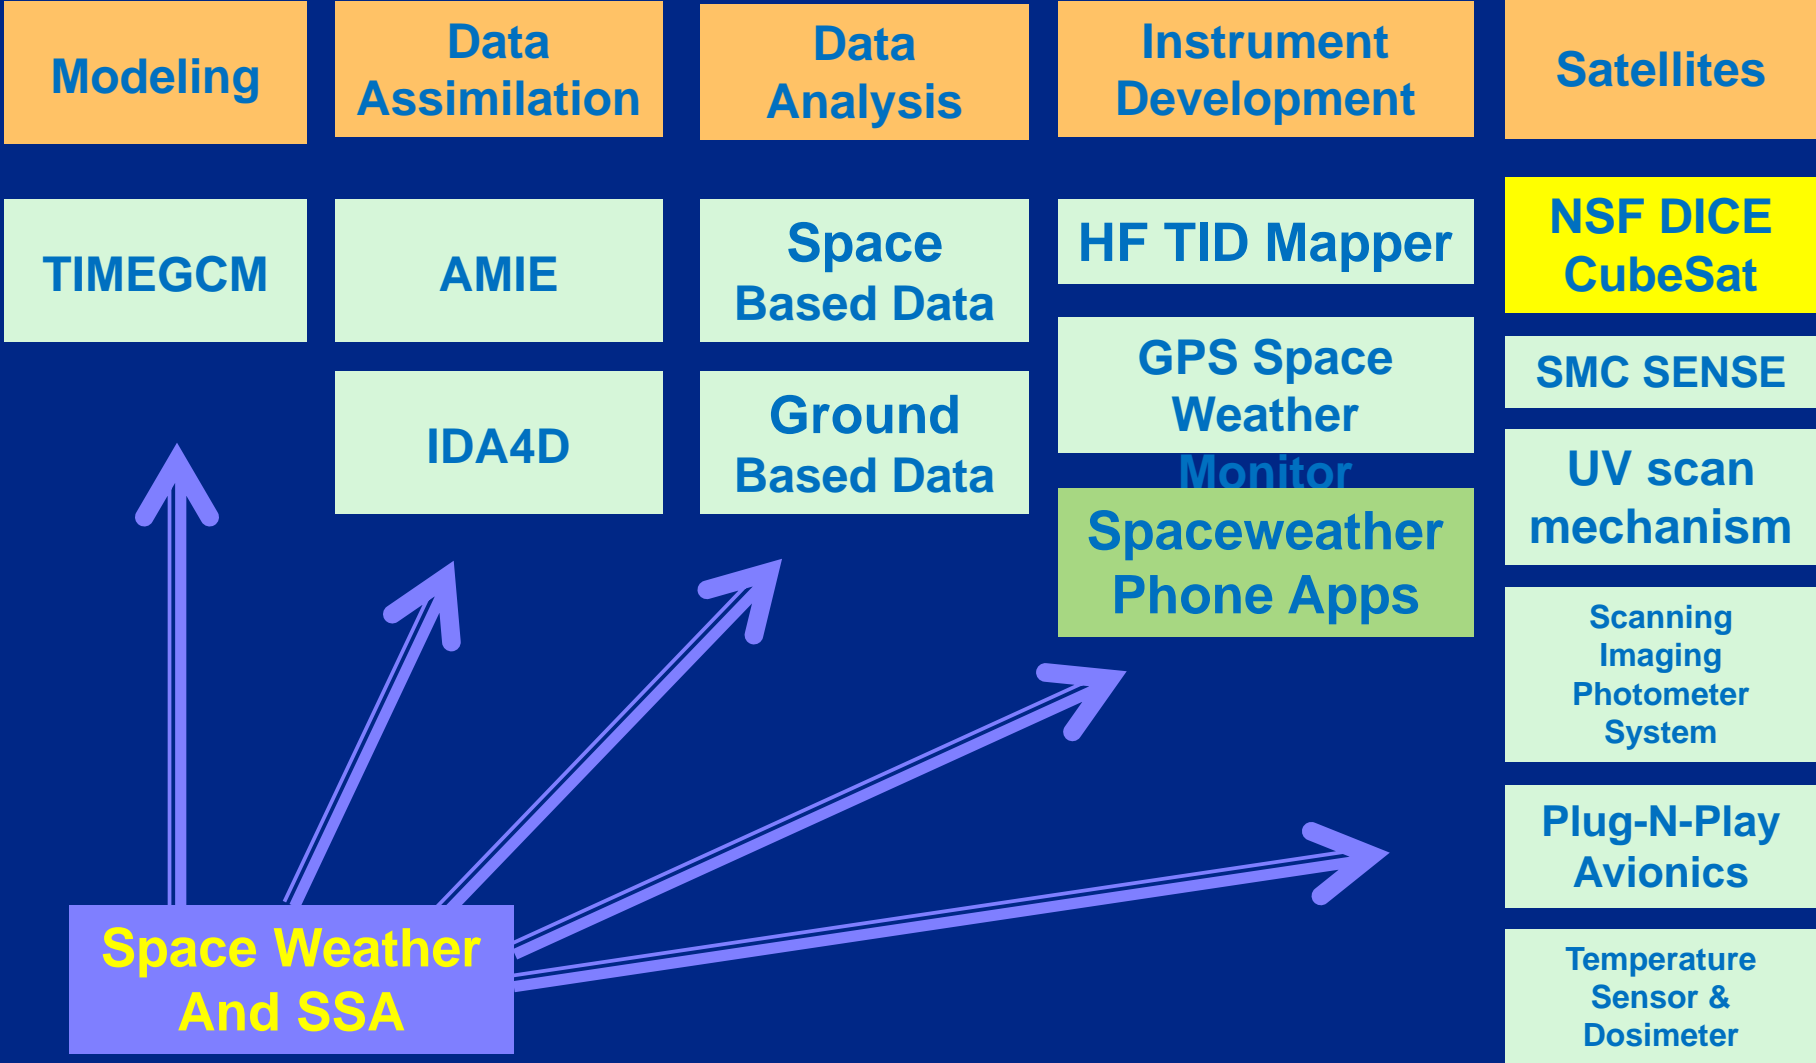 Modeling
Data
Assimilation
Data
Analysis
Instrument
Development
Satellites
TIMEGCM
AMIE
IDA4D
Space
Based Data
Ground
Based Data
HF TID Mapper
GPS Space
Weather
Monitor
Spaceweather
Phone Apps
NSF DICE
CubeSat
SMC SENSE
UV scan
mechanism
Scanning
Imaging
Photometer
System
Plug-N-Play
Avionics
Temperature
Sensor &
Dosimeter
Space Weather
And SSA